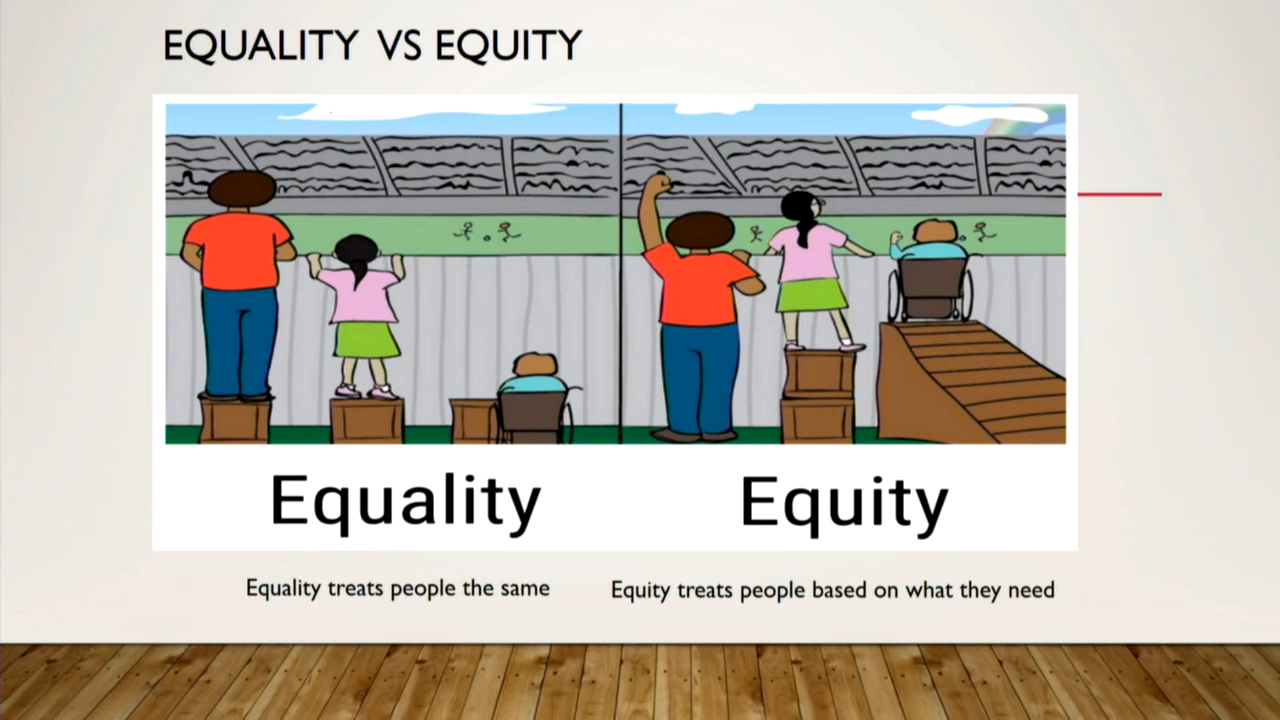 EQUALITY VS EQUITY
Equality
Equity
Equality treats people the same
Equity treats people based on what they need